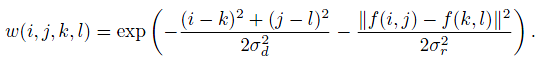 w(i, j, k, l) = exp ( − (i − k)² + (j − l)² / 2σ_d² − ‖f(i, j) − f(k, l)‖² / 2σ_r² ) .